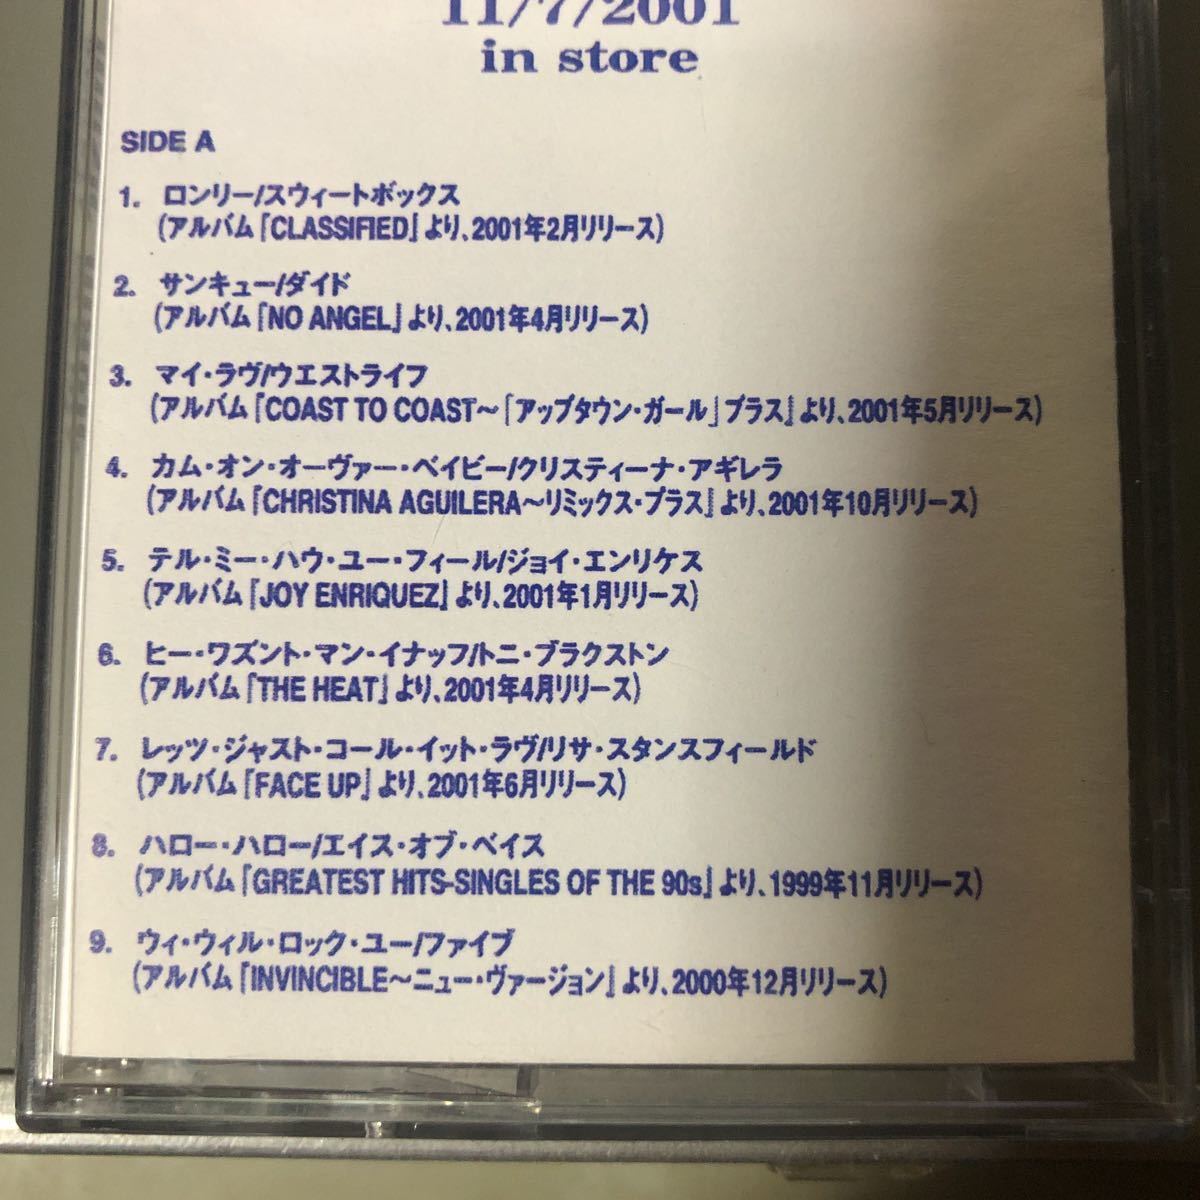 11/7/2001
in store
SIDE A
1. ロンリー/スウィートボックス
(アルバム「CLASSIFIED」より、2001年2月リリース)
2. サンキュー/ダイド
(アルバム「NO ANGEL」より、2001年4月リリース)
3. マイ・ラヴ/ウエストライフ
(アルバム「COAST TO COAST～「アップタウン・ガール」プラス」より、2001年5月リリース)
4. カム・オン・オーヴァー・ベイビー/クリスティーナ・アギレラ
(アルバム「CHRISTINA AGUILERA～リミックス・プラス」より、2001年10月リリース)
5. テル・ミー・ハウ・ユー・フィール/ジョイ・エンリケス
(アルバム「JOY ENRIQUEZ」より、2001年1月リリース)
6. ヒー・ワズント・マン・イナッフ/トニ・ブラクストン
(アルバム「THE HEAT」より、2001年4月リリース)
7. レッツ・ジャスト・コール・イット・ラヴ/リサ・スタンスフィールド
(アルバム「FACE UP」より、2001年6月リリース)
8. ハロー・ハロー/エイス・オブ・ベイス
(アルバム「GREATEST HITS-SINGLES OF THE 90s」より、1999年11月リリース)
9. ウィ・ウィル・ロック・ユー/ファイブ
(アルバム「INVINCIBLE～ニュー・ヴァージョン」より、2000年12月リリース)